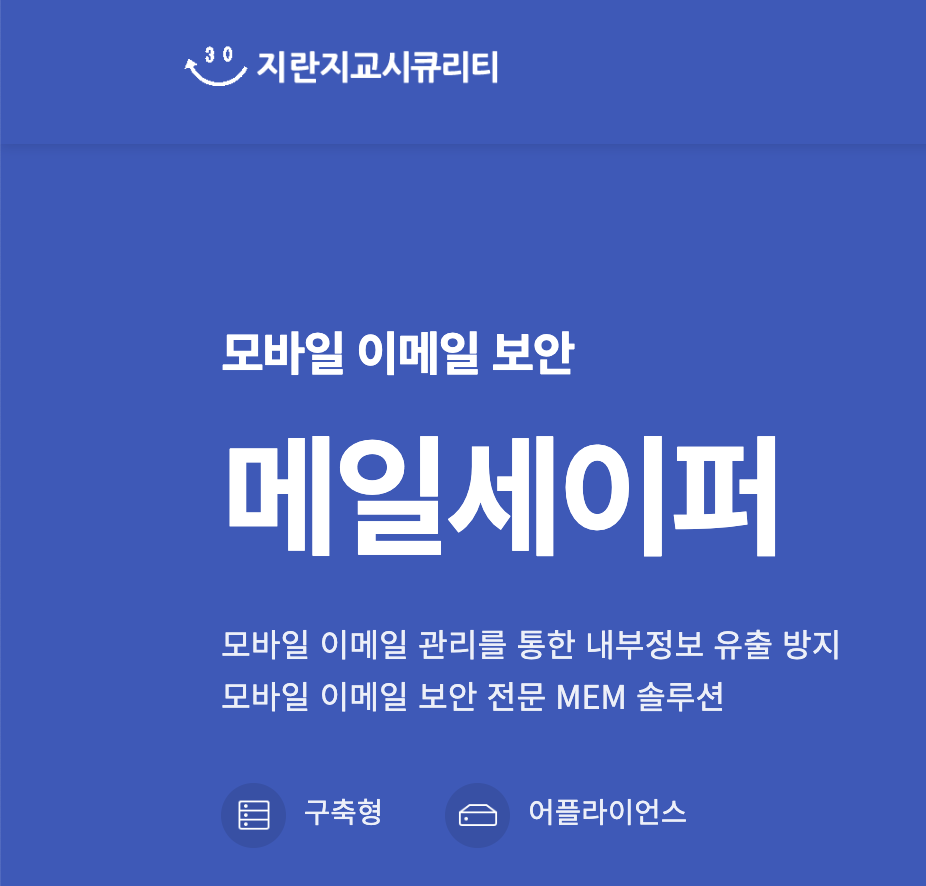 30 지란지교시큐리티
모바일 이메일 보안
메일세이퍼
모바일 이메일 관리를 통한 내부정보 유출 방지
모바일 이메일 보안 전문 MEM 솔루션
구축형 어플라이언스